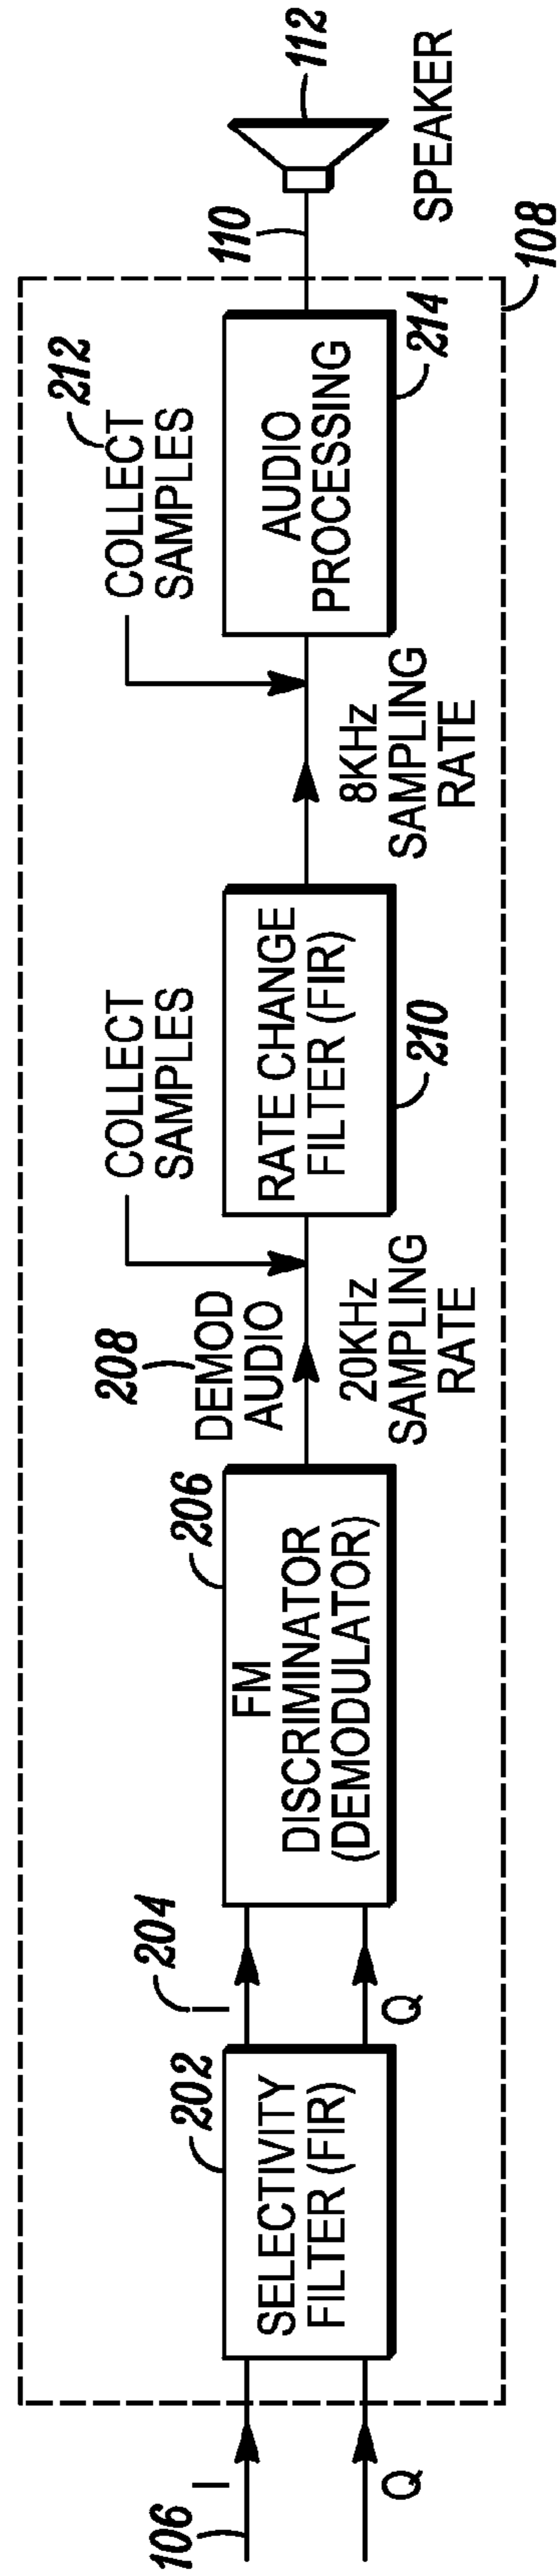 106
I
Q
202
SELECTIVITY
FILTER (FIR)
204
I
Q
206
FM
DISCRIMINATOR
(DEMODULATOR)
208
DEMOD
AUDIO
20KHz
SAMPLING
RATE
COLLECT
SAMPLES
RATE CHANGE
FILTER (FIR)
210
8KHz
SAMPLING
RATE
212
COLLECT
SAMPLES
AUDIO
PROCESSING
214
110
108
112
SPEAKER